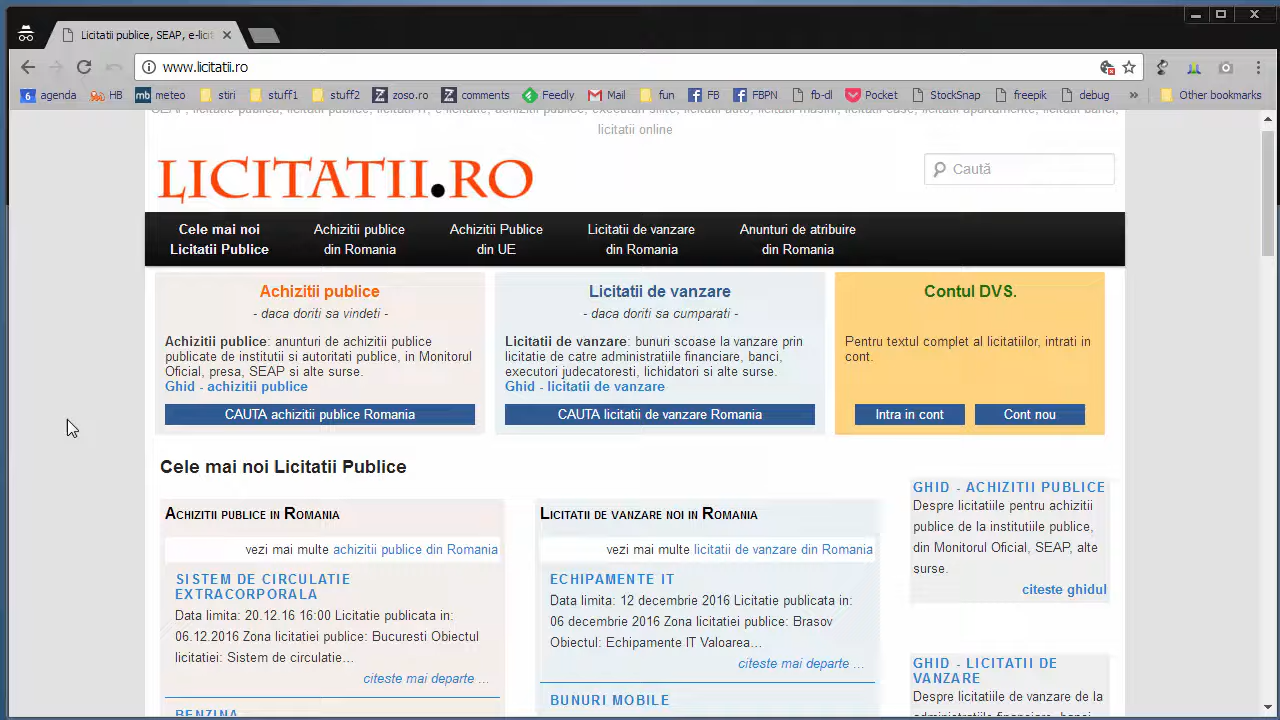 Licitatii publice, SEAP, e-licit
www.licitatii.ro
6 agenda HB mb meteo stiri stuff1 stuff2 Z zoso.ro Z comments Feedly Mail fun FB FBPN fb-dl Pocket StockSnap freepik debug » Other bookmarks
licitatii online
LICITATII.RO
Caută
Cele mai noi
Licitatii Publice
Achizitii publice
din Romania
Achizitii Publice
din UE
Licitatii de vanzare
din Romania
Anunturi de atribuire
din Romania
Achizitii publice
- daca doriti sa vindeti -
Achizitii publice: anunturi de achizitii publice
publicate de institutii si autoritati publice, in Monitorul
Oficial, presa, SEAP si alte surse.
Ghid - achizitii publice
CAUTA achizitii publice Romania
Licitatii de vanzare
- daca doriti sa cumparati -
Licitatii de vanzare: bunuri scoase la vanzare prin
licitatie de catre administratiile financiare, banci,
executori judecatoresti, lichidatori si alte surse.
Ghid - licitatii de vanzare
CAUTA licitatii de vanzare Romania
Contul DVS.
Pentru textul complet al licitatiilor, intrati in
cont.
Intra in cont
Cont nou
Cele mai noi Licitatii Publice
Achizitii publice in Romania
vezi mai multe achizitii publice din Romania
SISTEM DE CIRCULATIE
EXTRACORPORALA
Data limita: 20.12.16 16:00 Licitatie publicata in:
06.12.2016 Zona licitatiei publice: Bucuresti Obiectul
licitatiei: Sistem de circulatie...
citeste mai departe ...
BENZINA
Licitatii de vanzare noi in Romania
vezi mai multe licitatii de vanzare din Romania
ECHIPAMENTE IT
Data limita: 12 decembrie 2016 Licitatie publicata in:
06 decembrie 2016 Zona licitatiei publice: Brasov
Obiectul: Echipamente IT Valoarea...
citeste mai departe ...
BUNURI MOBILE
GHID - ACHIZITII PUBLICE
Despre licitatiile pentru achizitii
publice de la institutiile publice,
din Monitorul Oficial, SEAP, alte
surse.
citeste ghidul
GHID - LICITATII DE
VANZARE
Despre licitatiile de vanzare de la
administratiile financiare, banci,